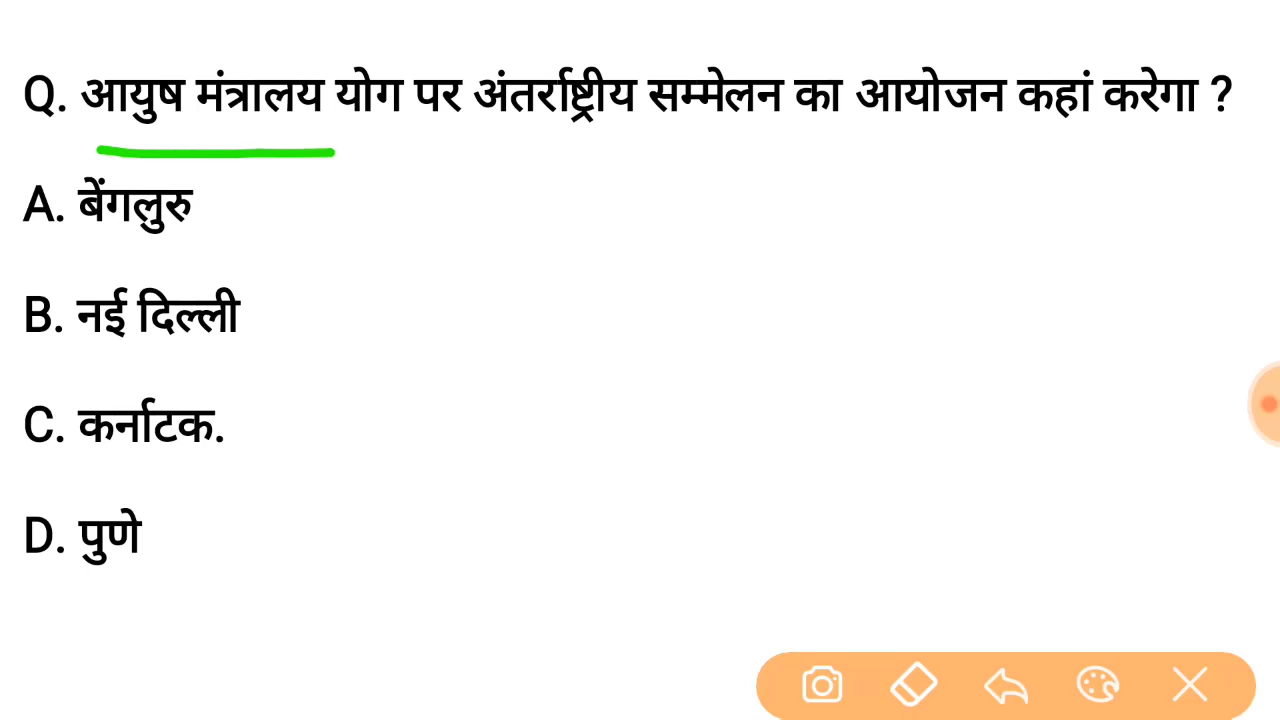 Q. आयुष मंत्रालय योग पर अंतर्राष्ट्रीय सम्मेलन का आयोजन कहां करेगा ?
A. बेंगलुरु
B. नई दिल्ली
C. कर्नाटक.
D. पुणे